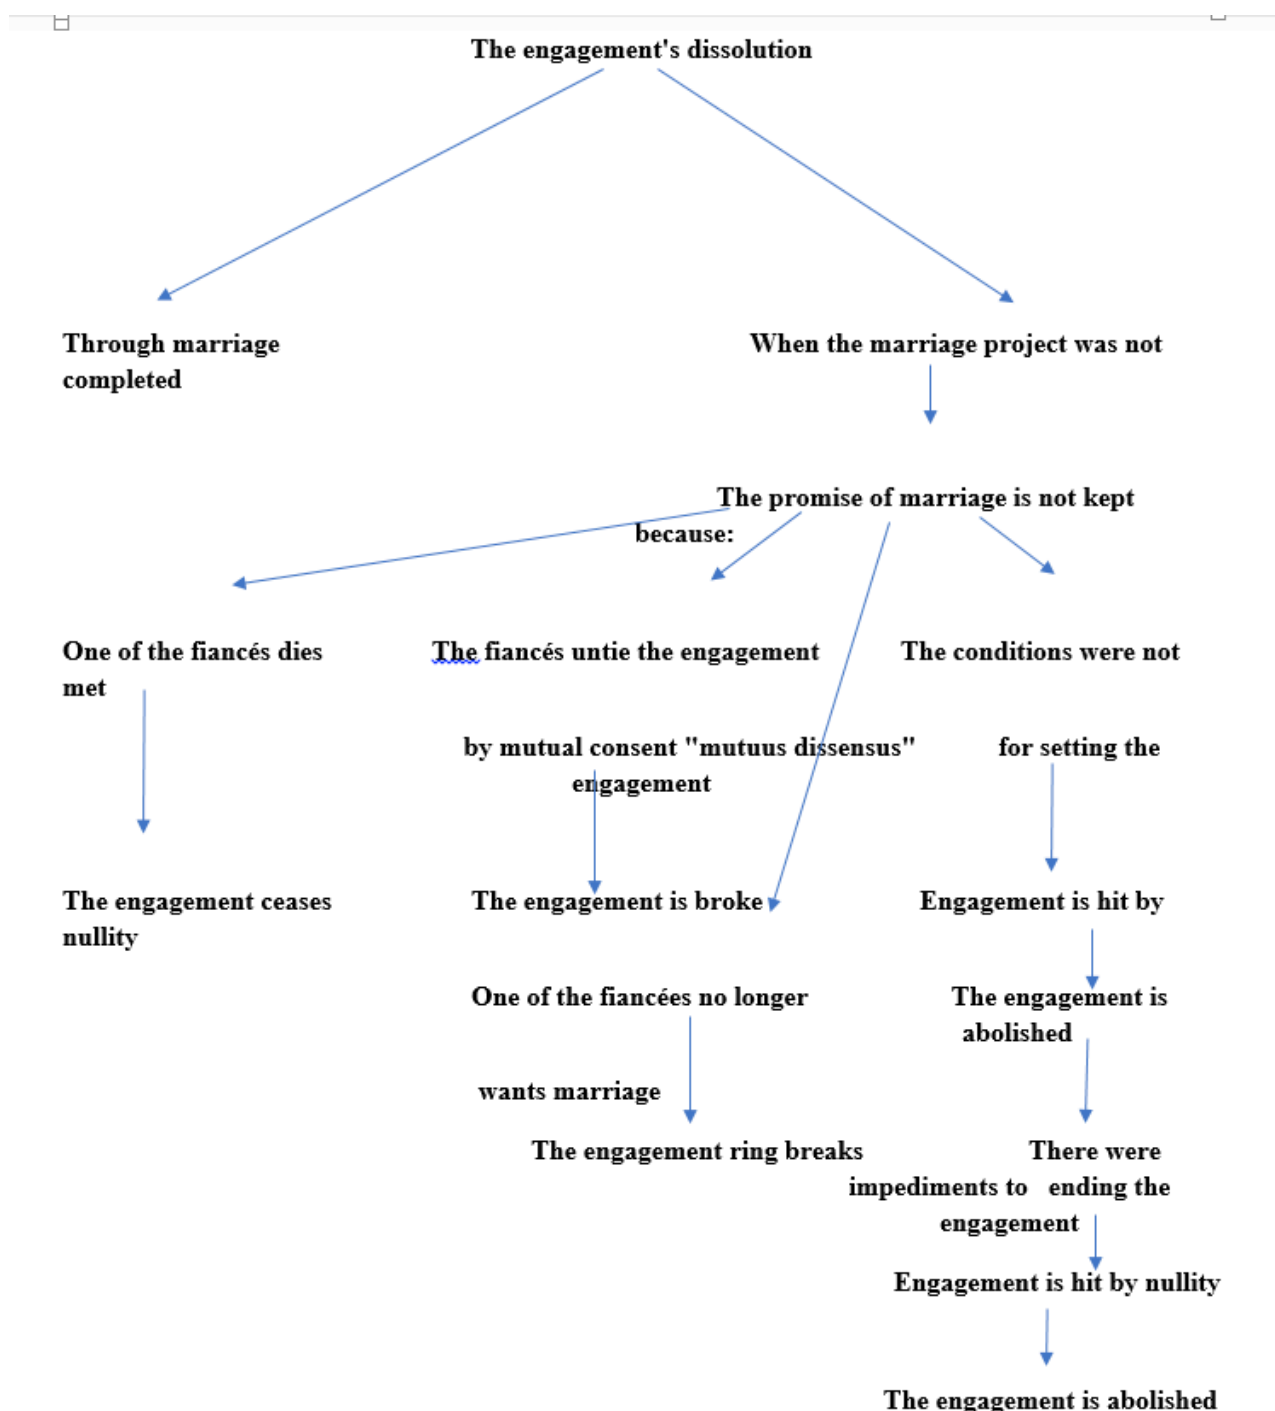 The engagement's dissolution
Through marriage When the marriage project was not
completed
The promise of marriage is not kept
because:
One of the fiancés dies The fiancés untie the engagement The conditions were not
met
by mutual consent "mutuus dissensus" for setting the
engagement
The engagement ceases The engagement is broke Engagement is hit by
nullity
One of the fiancées no longer The engagement is
abolished
wants marriage
The engagement ring breaks There were
impediments to ending the
engagement
Engagement is hit by nullity
The engagement is abolished